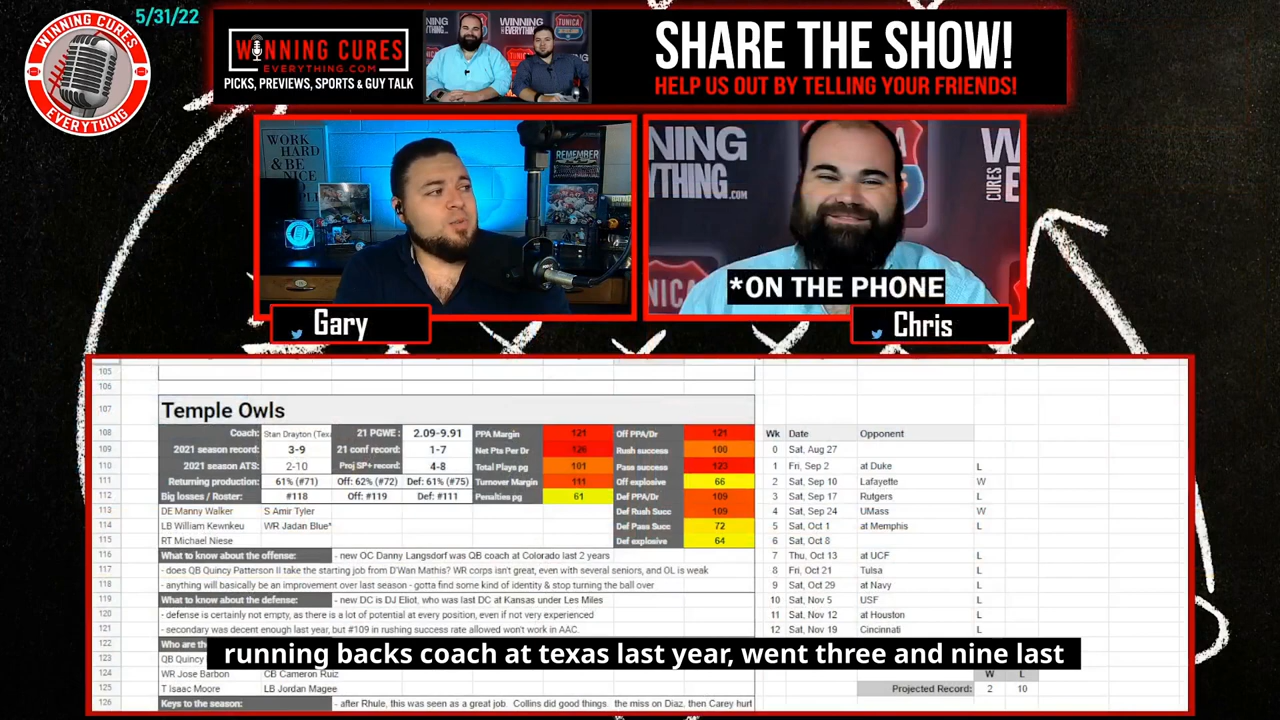 5/31/22
WINNING CURES
EVERYTHING
WINNING CURES
EVERYTHING.COM
PICKS, PREVIEWS, SPORTS & GUY TALK
SHARE THE SHOW!
HELP US OUT BY TELLING YOUR FRIENDS!
WORK
HARD
& BE
NICE
REMEMBER
NING
YTHING.COM
TUNICA
CURES
*ON THE PHONE
Gary
Chris
105
106
107 Temple Owls
108 Coach: Stan Drayton (Texa 21 PGWE: 2.09-9.91 PPA Margin 121 Off PPA/Dr 121 Wk Date Opponent
109 2021 season record: 3-9 21 conf record: 1-7 Net Pts Per Dr 126 Rush success 100 0 Sat, Aug 27
110 2021 season ATS: 2-10 Proj SP+ record: 4-8 Total Plays pg 101 Pass success 123 1 Fri, Sep 2 at Duke L
111 Returning production: 61% (#71) Off: 62% (#72) Def: 61% (#75) Turnover Margin 111 Off explosive 66 2 Sat, Sep 10 Lafayette W
112 Big losses / Roster: #118 Off: #119 Def: #111 Penalties pg 61 Def PPA/Dr 109 3 Sat, Sep 17 Rutgers L
113 DE Manny Walker S Amir Tyler Def Rush Succ 109 4 Sat, Sep 24 UMass W
114 LB William Kewnkeu WR Jadan Blue* Def Pass Succ 72 5 Sat, Oct 1 at Memphis L
115 RT Michael Niese Def explosive 64 6 Sat, Oct 8
116 What to know about the offense: - new OC Danny Langsdorf was QB coach at Colorado last 2 years 7 Thu, Oct 13 at UCF L
117 - does QB Quincy Patterson II take the starting job from D'Wan Mathis? WR corps isn't great, even with several seniors, and OL is weak 8 Fri, Oct 21 Tulsa L
118 - anything will basically be an improvement over last season - gotta find some kind of identity & stop turning the ball over 9 Sat, Oct 29 at Navy L
119 What to know about the defense: - new DC is DJ Eliot, who was last DC at Kansas under Les Miles 10 Sat, Nov 5 USF L
120 - defense is certainly not empty, as there is a lot of potential at every position, even if not very experienced 11 Sat, Nov 12 at Houston L
121 - secondary was decent enough last year, but #109 in rushing success rate allowed won't work in AAC. 12 Sat, Nov 19 Cincinnati L
122 Who are th
running backs coach at texas last year, went three and nine last
123 QB Quincy
124 WR Jose Barbon CB Cameron Ruiz W L
125 T Isaac Moore LB Jordan Magee Projected Record: 2 10
126 Keys to the season: - after Rhule, this was seen as a great job Collins did good things the miss on Diaz, then Carey hurt